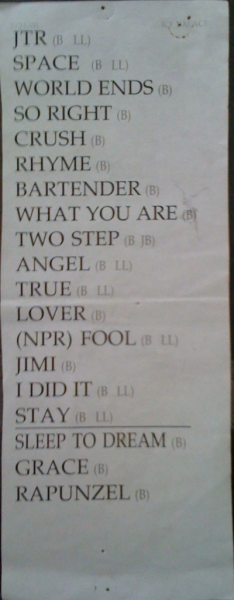 JTR (B LL)
SPACE (B LL)
WORLD ENDS (B)
SO RIGHT (B)
CRUSH (B)
RHYME (B)
BARTENDER (B)
WHAT YOU ARE (B)
TWO STEP (B JB)
ANGEL (B LL)
TRUE (B LL)
LOVER (B)
(NPR) FOOL (B LL)
JIMI (B)
I DID IT (B LL)
STAY (B LL)
SLEEP TO DREAM (B)
GRACE (B)
RAPUNZEL (B)